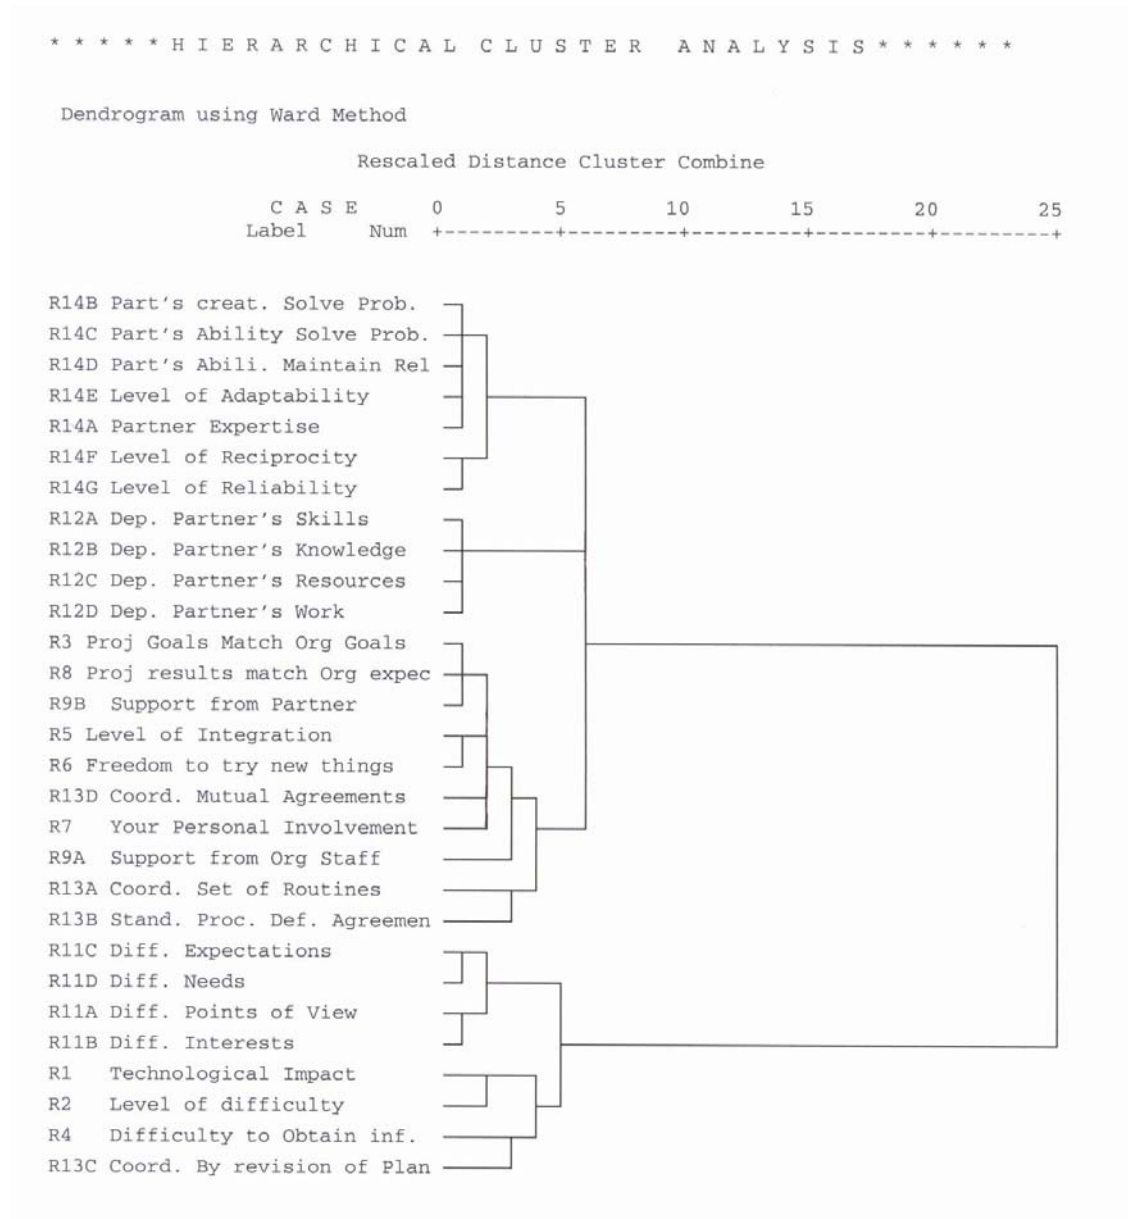 * * * * * H I E R A R C H I C A L  C L U S T E R  A N A L Y S I S * * * * * *
Dendrogram using Ward Method
Rescaled Distance Cluster Combine
C A S E 0 5 10 15 20 25
Label Num +---------+---------+---------+---------+---------+
R14B Part's creat. Solve Prob.
R14C Part's Ability Solve Prob.
R14D Part's Abili. Maintain Rel
R14E Level of Adaptability
R14A Partner Expertise
R14F Level of Reciprocity
R14G Level of Reliability
R12A Dep. Partner's Skills
R12B Dep. Partner's Knowledge
R12C Dep. Partner's Resources
R12D Dep. Partner's Work
R3 Proj Goals Match Org Goals
R8 Proj results match Org expec
R9B Support from Partner
R5 Level of Integration
R6 Freedom to try new things
R13D Coord. Mutual Agreements
R7 Your Personal Involvement
R9A Support from Org Staff
R13A Coord. Set of Routines
R13B Stand. Proc. Def. Agreemen
R11C Diff. Expectations
R11D Diff. Needs
R11A Diff. Points of View
R11B Diff. Interests
R1 Technological Impact
R2 Level of difficulty
R4 Difficulty to Obtain inf.
R13C Coord. By revision of Plan